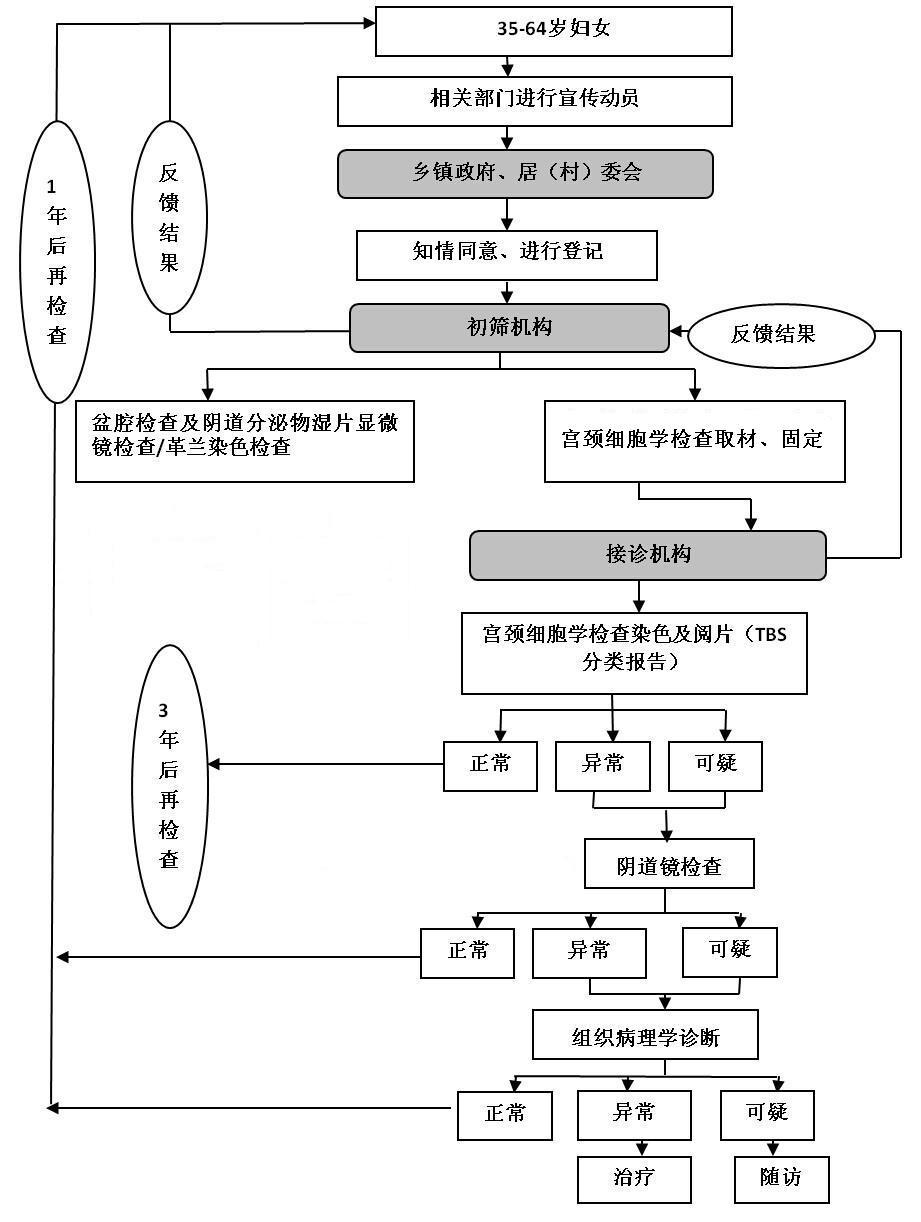 35-64岁妇女
相关部门进行宣传动员
乡镇政府、居（村）委会
知情同意、进行登记
初筛机构
反馈结果
反馈结果
1年后再检查
盆腔检查及阴道分泌物湿片显微
镜检查/革兰染色检查
宫颈细胞学检查取材、固定
接诊机构
宫颈细胞学检查染色及阅片（TBS
分类报告）
3年后再检查
正常
异常
可疑
阴道镜检查
正常
异常
可疑
组织病理学诊断
正常
异常
可疑
治疗
随访